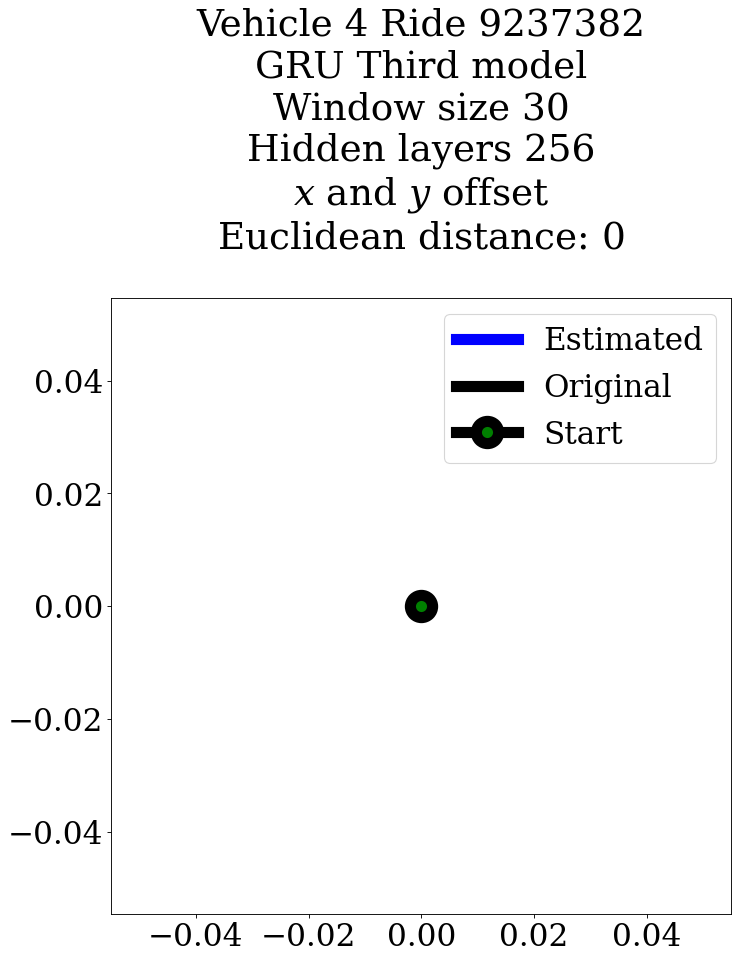 Vehicle 4 Ride 9237382
GRU Third model
Window size 30
Hidden layers 256
x and y offset
Euclidean distance: 0
Estimated
Original
Start
0.04
0.02
0.00
−0.02
−0.04
−0.04 −0.02 0.00 0.02 0.04